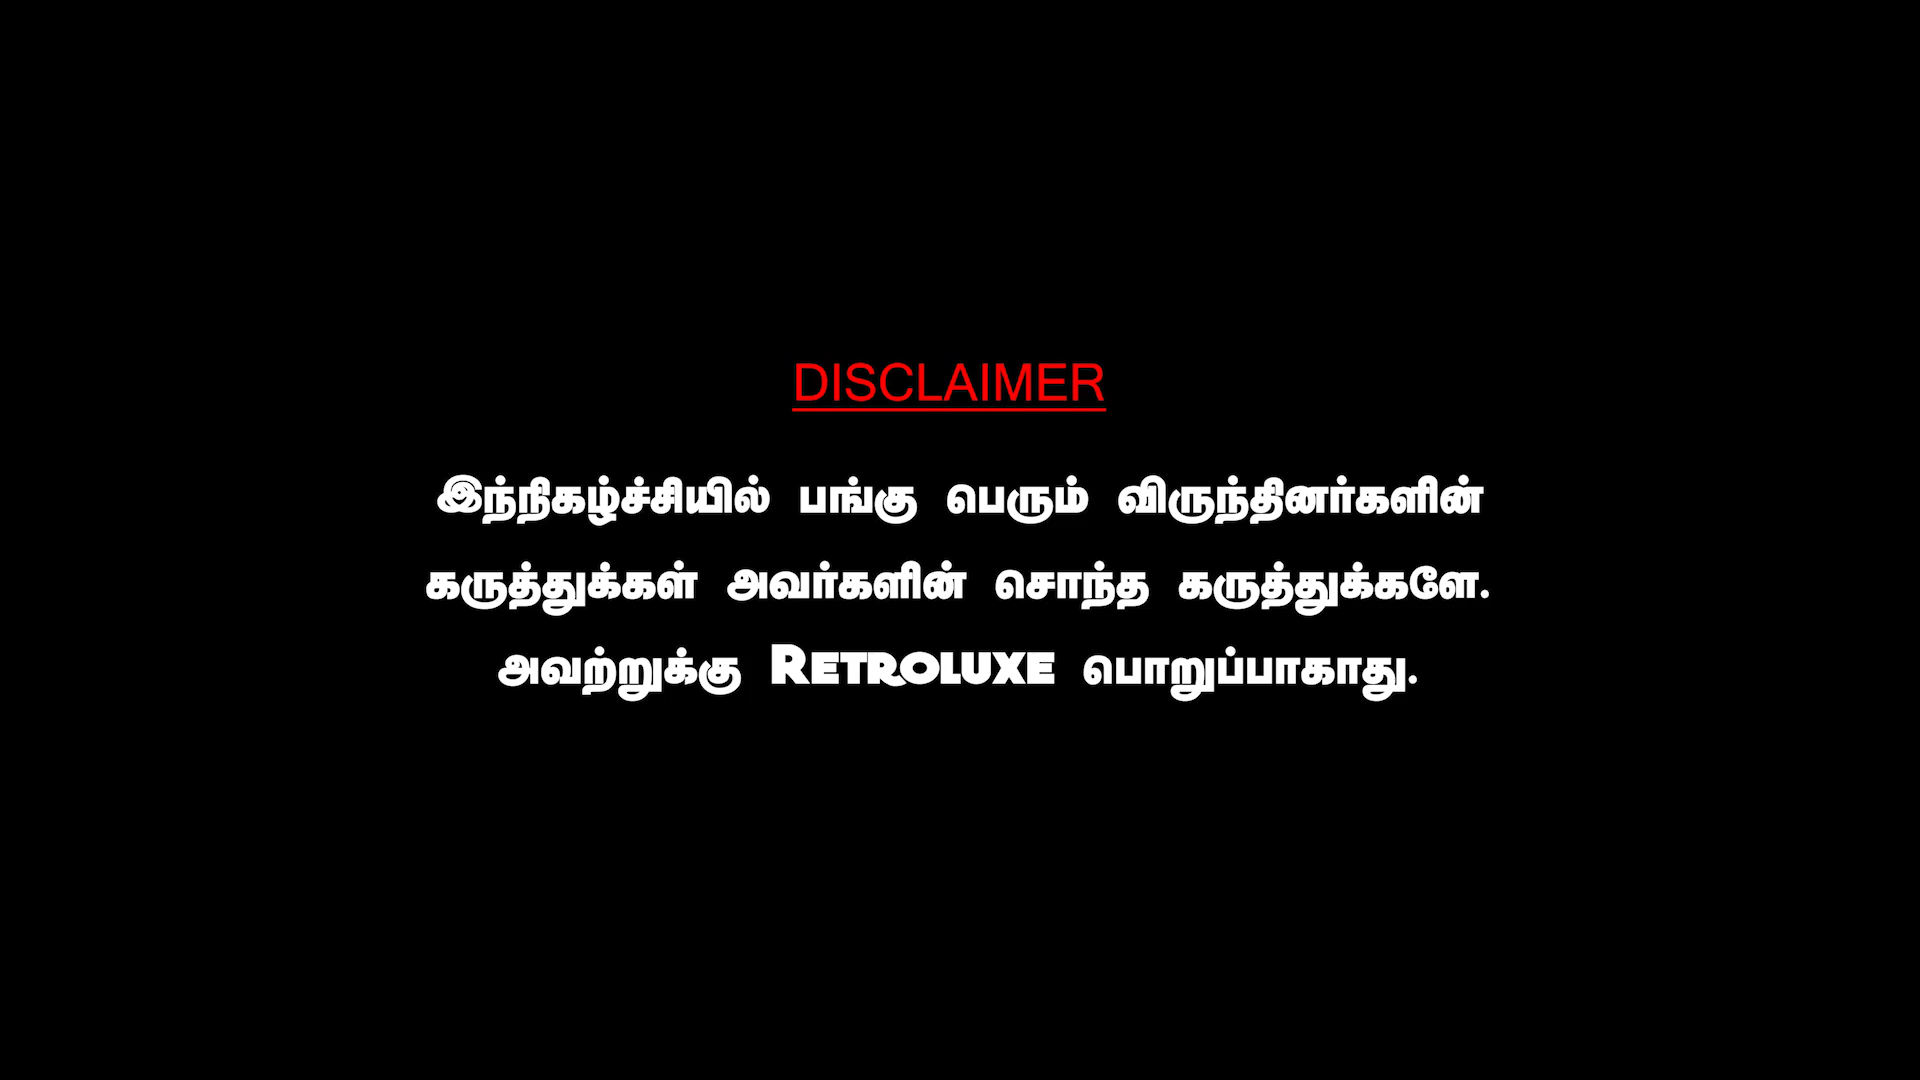 DISCLAIMER
இந்நிகழ்ச்சியில் பங்கு பெரும் விருந்தினர்களின்
கருத்துக்கள் அவர்களின் சொந்த கருத்துக்களே.
அவற்றுக்கு RETROLUXE பொறுப்பாகாது.